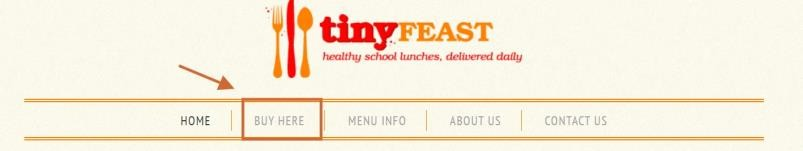 tinyFEAST
healthy school lunches, delivered daily
HOME BUY HERE MENU INFO ABOUT US CONTACT US